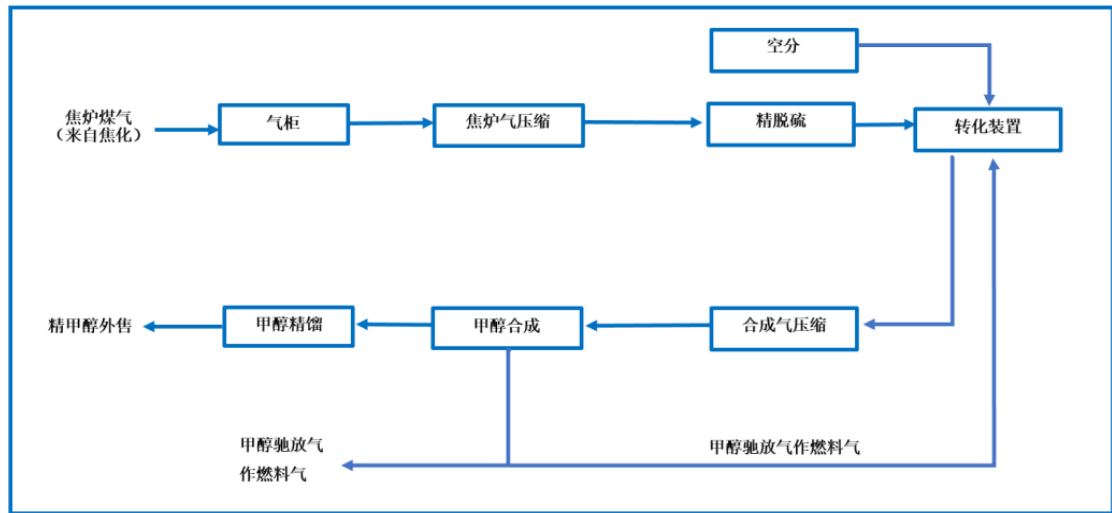 空分
焦炉煤气
（来自焦化）
气柜
焦炉气压缩
精脱硫
转化装置
精甲醇外售
甲醇精馏
甲醇合成
合成气压缩
甲醇驰放气
作燃料气
甲醇驰放气作燃料气